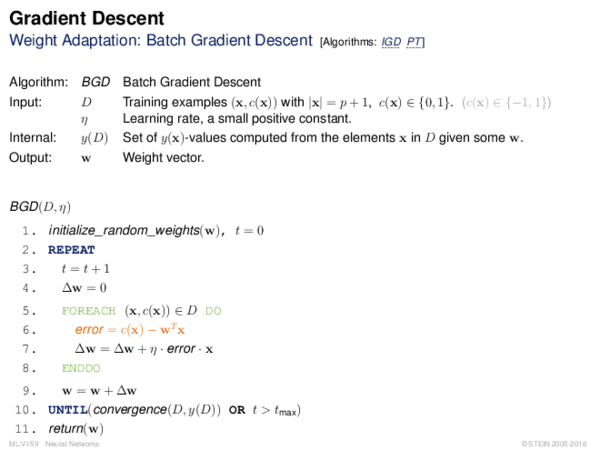 Gradient Descent
Weight Adaptation: Batch Gradient Descent [Algorithms: IGD PT]
Algorithm: BGD Batch Gradient Descent
Input: D Training examples (x, c(x)) with |x| = p + 1, c(x) ∈ {0, 1}. (c(x) ∈ {−1, 1})
η Learning rate, a small positive constant.
Internal: y(D) Set of y(x)-values computed from the elements x in D given some w.
Output: w Weight vector.
BGD(D, η)
1. initialize_random_weights(w), t = 0
2. REPEAT
3. t = t + 1
4. Δw = 0
5. FOREACH (x, c(x)) ∈ D DO
6. error = c(x) − wᵀx
7. Δw = Δw + η · error · x
8. ENDDO
9. w = w + Δw
10. UNTIL(convergence(D, y(D)) OR t > tmax)
11. return(w)
ML:VI-59 Neural Networks ©STEIN 2005-2018